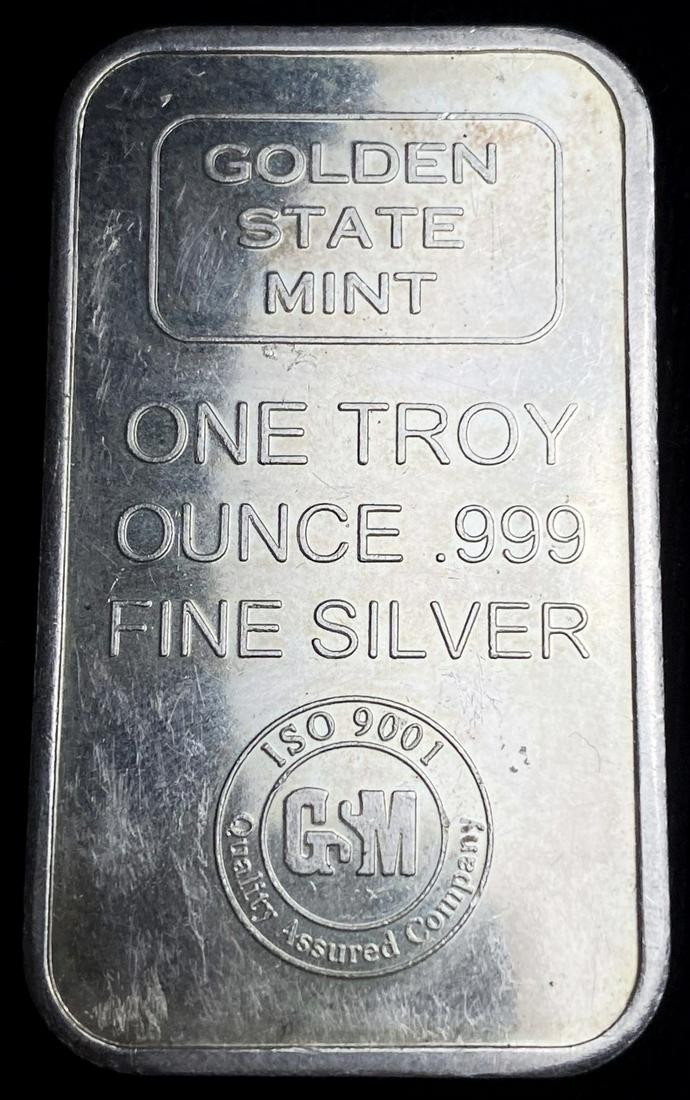 GOLDEN
STATE
MINT
ONE TROY
OUNCE .999
FINE SILVER
ISO 9001
GSM
Quality Assured Company